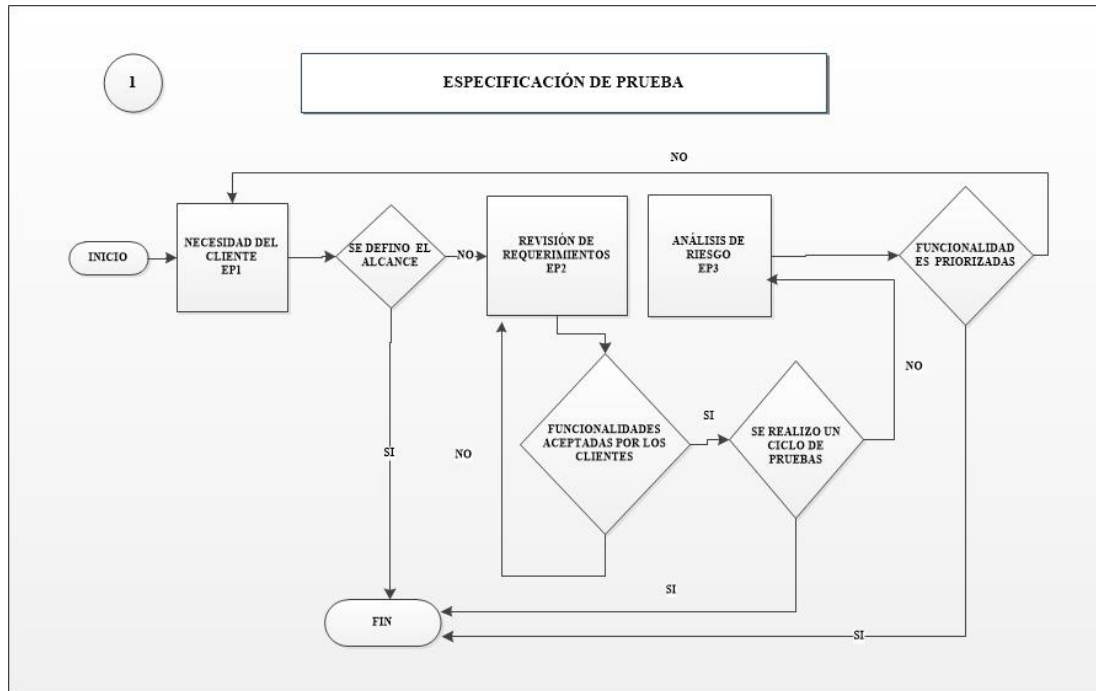 1
ESPECIFICACIÓN DE PRUEBA
NO
INICIO
NECESIDAD DEL
CLIENTE
EP1
SE DEFINO EL
ALCANCE
NO
REVISIÓN DE
REQUERIMIENTOS
EP2
ANÁLISIS DE
RIESGO
EP3
FUNCIONALIDAD
ES PRIORIZADAS
NO
FUNCIONALIDADES
ACEPTADAS POR LOS
CLIENTES
SI
SE REALIZO UN
CICLO DE
PRUEBAS
NO
SI
SI
FIN
SI